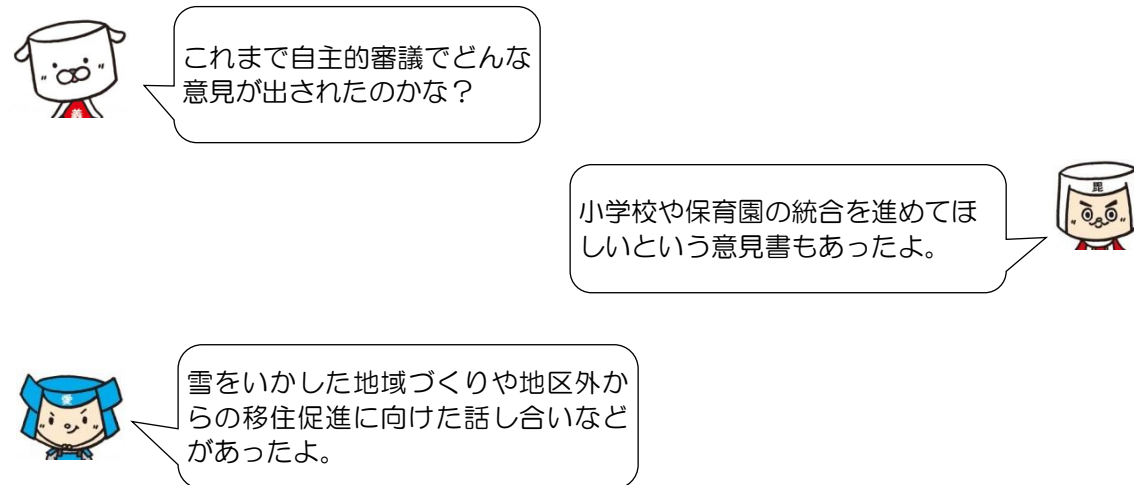 これまで自主的審議でどんな
意見が出されたのかな？
義
小学校や保育園の統合を進めてほ
しいという意見書もあったよ。
毘
雪をいかした地域づくりや地区外か
らの移住促進に向けた話し合いなど
があったよ。
愛